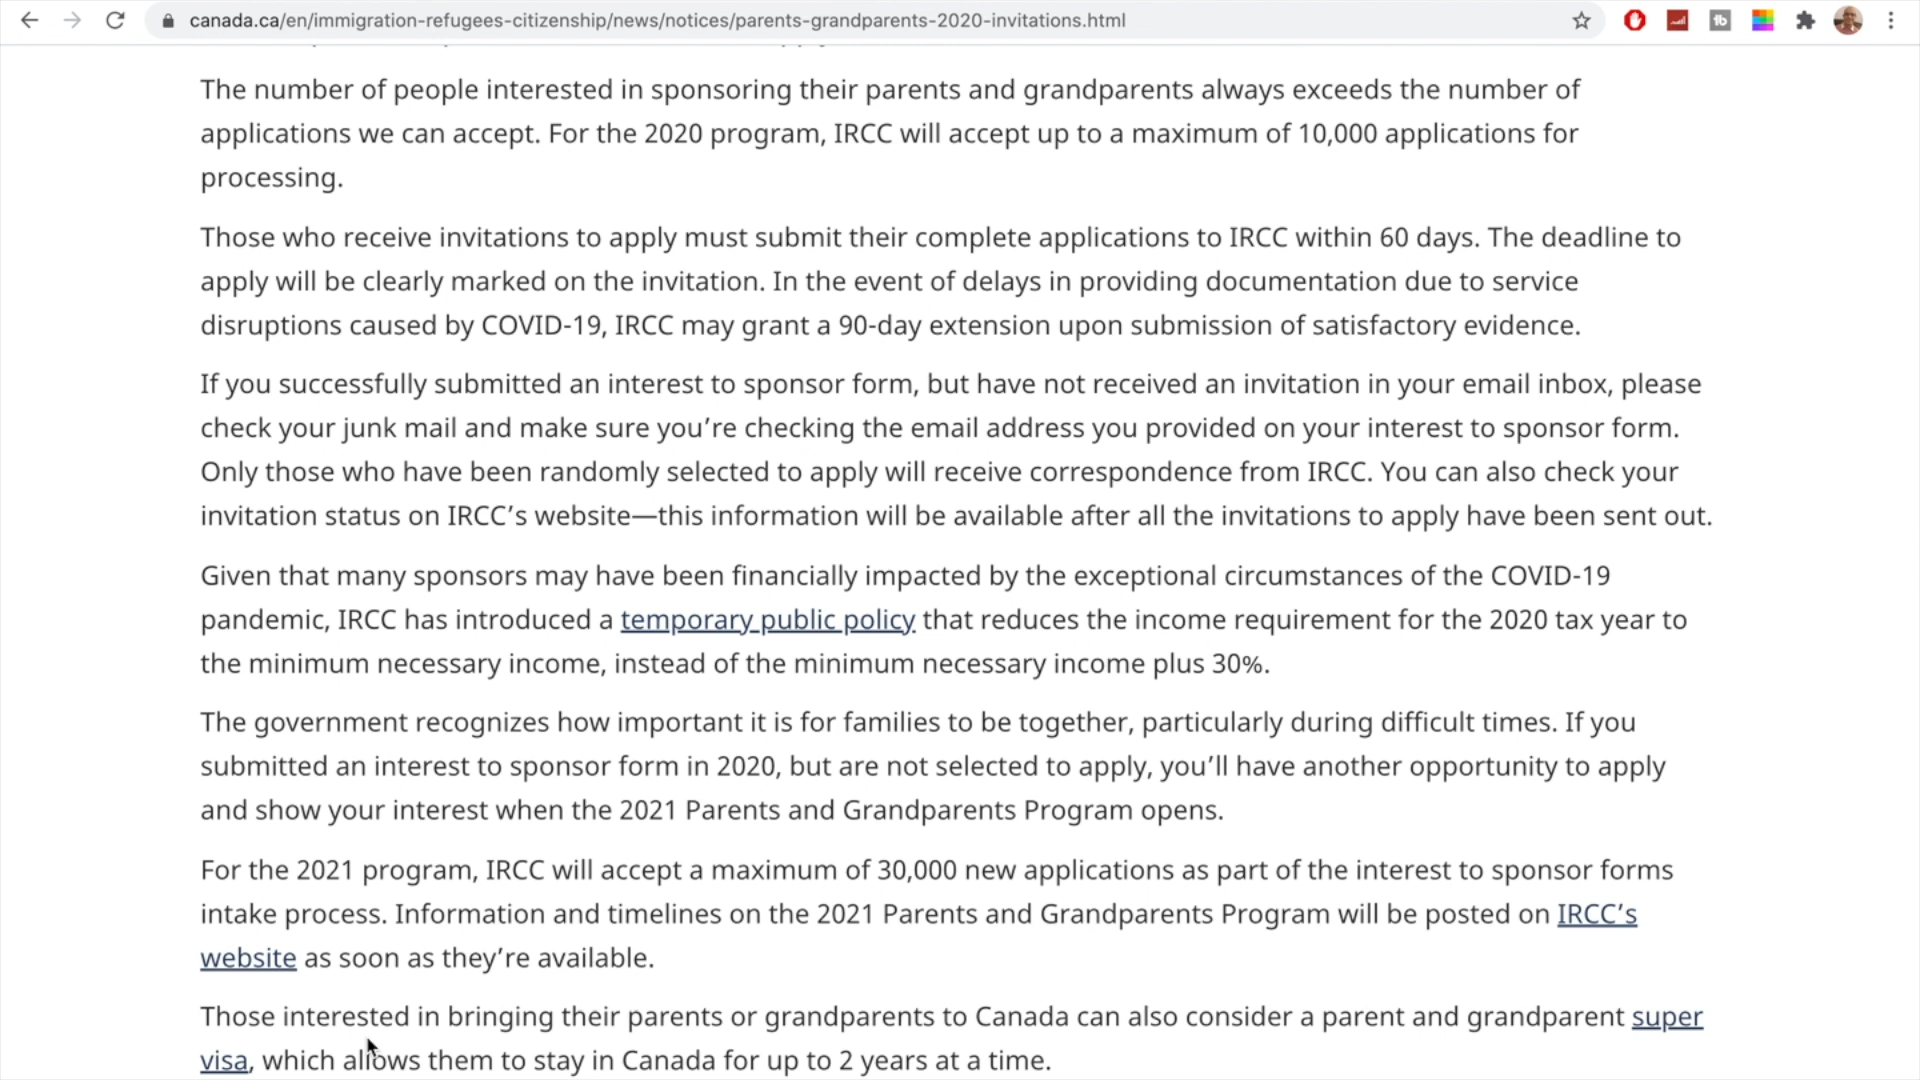 canada.ca/en/immigration-refugees-citizenship/news/notices/parents-grandparents-2020-invitations.html
The number of people interested in sponsoring their parents and grandparents always exceeds the number of
applications we can accept. For the 2020 program, IRCC will accept up to a maximum of 10,000 applications for
processing.
Those who receive invitations to apply must submit their complete applications to IRCC within 60 days. The deadline to
apply will be clearly marked on the invitation. In the event of delays in providing documentation due to service
disruptions caused by COVID-19, IRCC may grant a 90-day extension upon submission of satisfactory evidence.
If you successfully submitted an interest to sponsor form, but have not received an invitation in your email inbox, please
check your junk mail and make sure you’re checking the email address you provided on your interest to sponsor form.
Only those who have been randomly selected to apply will receive correspondence from IRCC. You can also check your
invitation status on IRCC’s website—this information will be available after all the invitations to apply have been sent out.
Given that many sponsors may have been financially impacted by the exceptional circumstances of the COVID-19
pandemic, IRCC has introduced a temporary public policy that reduces the income requirement for the 2020 tax year to
the minimum necessary income, instead of the minimum necessary income plus 30%.
The government recognizes how important it is for families to be together, particularly during difficult times. If you
submitted an interest to sponsor form in 2020, but are not selected to apply, you’ll have another opportunity to apply
and show your interest when the 2021 Parents and Grandparents Program opens.
For the 2021 program, IRCC will accept a maximum of 30,000 new applications as part of the interest to sponsor forms
intake process. Information and timelines on the 2021 Parents and Grandparents Program will be posted on IRCC’s
website as soon as they’re available.
Those interested in bringing their parents or grandparents to Canada can also consider a parent and grandparent super
visa, which allows them to stay in Canada for up to 2 years at a time.